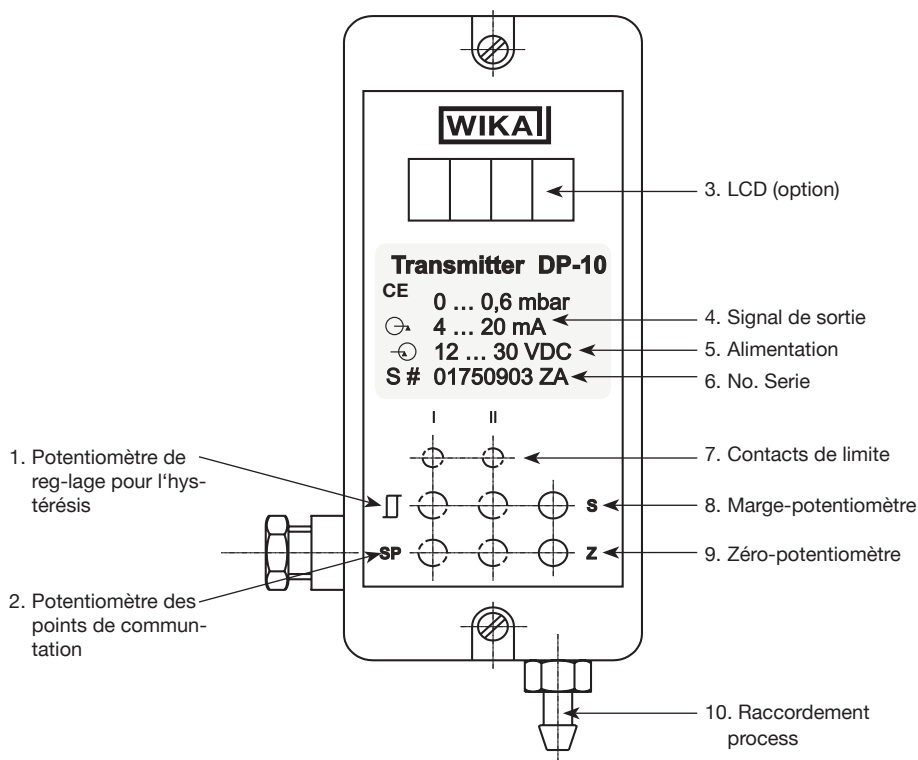 WIKA
3. LCD (option)
Transmitter DP-10
CE
0 ... 0,6 mbar
4 ... 20 mA
4. Signal de sortie
12 ... 30 VDC
5. Alimentation
S # 01750903 ZA
6. No. Serie
I II
1. Potentiomètre de
reg-lage pour l‘hys-
térésis
7. Contacts de limite
S
8. Marge-potentiomètre
SP
Z
9. Zéro-potentiomètre
2. Potentiomètre des
points de commun-
tation
10. Raccordement
process